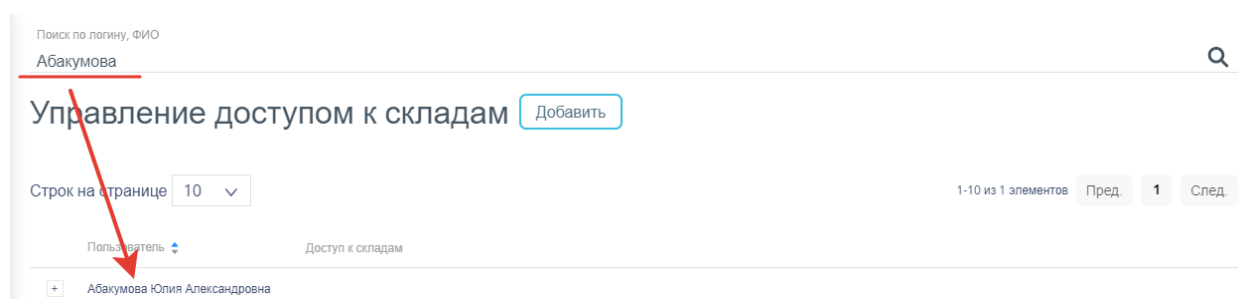 Поиск по логину, ФИО
Абакумова
Управление доступом к складам Добавить
Строк на странице 10 1-10 из 1 элементов Пред. 1 След.
Пользователь Доступ к складам
+ Абакумова Юлия Александровна